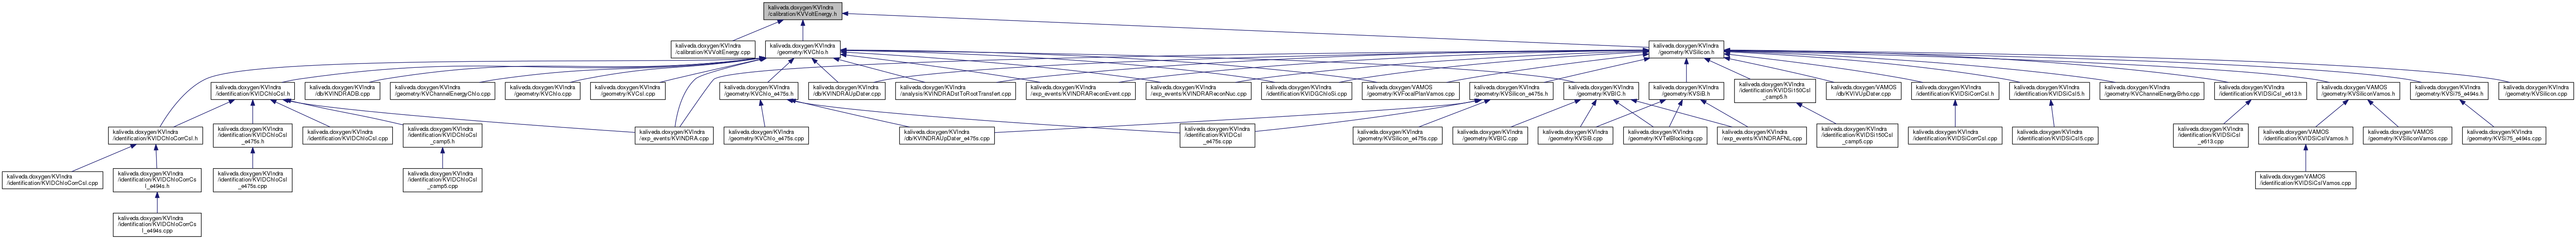 kaliveda.doxygen/KVIndra
/calibration/KVVoltEnergy.h
kaliveda.doxygen/KVIndra
/calibration/KVVoltEnergy.cpp
kaliveda.doxygen/KVIndra
/geometry/KVChIo.h
kaliveda.doxygen/KVIndra
/geometry/KVSilicon.h
kaliveda.doxygen/KVIndra
/identification/KVIDChIoCsI.h
kaliveda.doxygen/KVIndra
/db/KVINDRADB.cpp
kaliveda.doxygen/KVIndra
/geometry/KVChannelEnergyChIo.cpp
kaliveda.doxygen/KVIndra
/geometry/KVChIo.cpp
kaliveda.doxygen/KVIndra
/geometry/KVCsI.cpp
kaliveda.doxygen/KVIndra
/geometry/KVChIo_e475s.h
kaliveda.doxygen/KVIndra
/db/KVINDRAUpDater.cpp
kaliveda.doxygen/KVIndra
/analysis/KVINDRADstToRootTransfert.cpp
kaliveda.doxygen/KVIndra
/exp_events/KVINDRAReconEvent.cpp
kaliveda.doxygen/KVIndra
/exp_events/KVINDRAReconNuc.cpp
kaliveda.doxygen/KVIndra
/identification/KVIDGChIoSi.cpp
kaliveda.doxygen/VAMOS
/geometry/KVFocalPlanVamos.cpp
kaliveda.doxygen/KVIndra
/geometry/KVSilicon_e475s.h
kaliveda.doxygen/KVIndra
/geometry/KVBIC.h
kaliveda.doxygen/KVIndra
/geometry/KVSiB.h
kaliveda.doxygen/KVIndra
/identification/KVIDSi150CsI
_camp5.h
kaliveda.doxygen/VAMOS
/db/KVIVUpDater.cpp
kaliveda.doxygen/KVIndra
/identification/KVIDSiCorrCsI.h
kaliveda.doxygen/KVIndra
/identification/KVIDSiCsI5.h
kaliveda.doxygen/KVIndra
/geometry/KVChannelEnergyBrho.cpp
kaliveda.doxygen/KVIndra
/identification/KVIDSiCsI_e613.h
kaliveda.doxygen/VAMOS
/geometry/KVSiliconVamos.h
kaliveda.doxygen/KVIndra
/geometry/KVSi75_e494s.h
kaliveda.doxygen/KVIndra
/geometry/KVSilicon.cpp
kaliveda.doxygen/KVIndra
/identification/KVIDChIoCorrCsI.h
kaliveda.doxygen/KVIndra
/identification/KVIDChIoCsI
_e475s.h
kaliveda.doxygen/KVIndra
/identification/KVIDChIoCsI.cpp
kaliveda.doxygen/KVIndra
/identification/KVIDChIoCsI
_camp5.h
kaliveda.doxygen/KVIndra
/exp_events/KVINDRA.cpp
kaliveda.doxygen/KVIndra
/geometry/KVChIo_e475s.cpp
kaliveda.doxygen/KVIndra
/db/KVINDRAUpDater_e475s.cpp
kaliveda.doxygen/KVIndra
/identification/KVIDCsI
_e475s.cpp
kaliveda.doxygen/KVIndra
/geometry/KVSilicon_e475s.cpp
kaliveda.doxygen/KVIndra
/geometry/KVBIC.cpp
kaliveda.doxygen/KVIndra
/geometry/KVSiB.cpp
kaliveda.doxygen/KVIndra
/geometry/KVTelBlocking.cpp
kaliveda.doxygen/KVIndra
/exp_events/KVINDRAFNL.cpp
kaliveda.doxygen/KVIndra
/identification/KVIDSi150CsI
_camp5.cpp
kaliveda.doxygen/KVIndra
/identification/KVIDSiCorrCsI.cpp
kaliveda.doxygen/KVIndra
/identification/KVIDSiCsI5.cpp
kaliveda.doxygen/KVIndra
/identification/KVIDSiCsI
_e613.cpp
kaliveda.doxygen/VAMOS
/identification/KVIDSiCsIVamos.h
kaliveda.doxygen/VAMOS
/geometry/KVSiliconVamos.cpp
kaliveda.doxygen/KVIndra
/geometry/KVSi75_e494s.cpp
kaliveda.doxygen/KVIndra
/identification/KVIDChIoCorrCsI.cpp
kaliveda.doxygen/KVIndra
/identification/KVIDChIoCorrCs
I_e494s.h
kaliveda.doxygen/KVIndra
/identification/KVIDChIoCsI
_e475s.cpp
kaliveda.doxygen/KVIndra
/identification/KVIDChIoCsI
_camp5.cpp
kaliveda.doxygen/VAMOS
/identification/KVIDSiCsIVamos.cpp
kaliveda.doxygen/KVIndra
/identification/KVIDChIoCorrCs
I_e494s.cpp